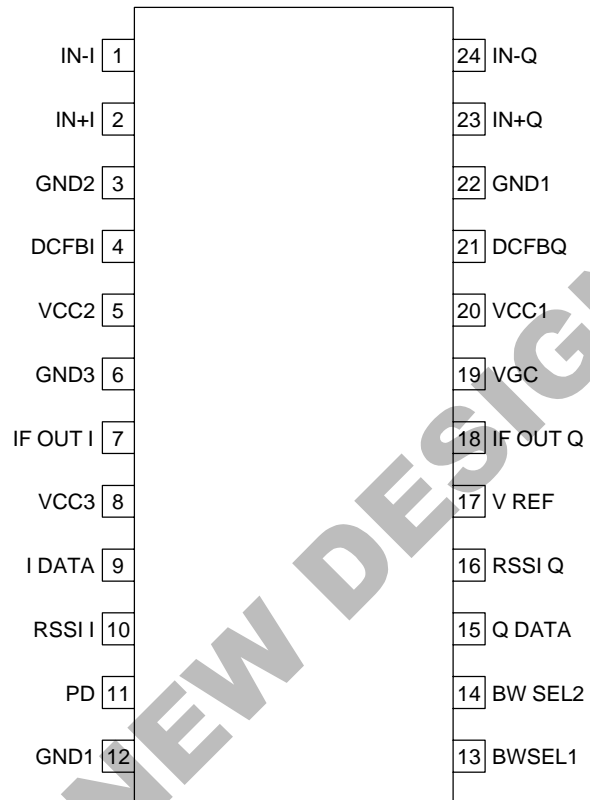 IN-I 1
IN+I 2
GND2 3
DCFBI 4
VCC2 5
GND3 6
IF OUT I 7
VCC3 8
I DATA 9
RSSI I 10
PD 11
GND1 12
24 IN-Q
23 IN+Q
22 GND1
21 DCFBQ
20 VCC1
19 VGC
18 IF OUT Q
17 V REF
16 RSSI Q
15 Q DATA
14 BW SEL2
13 BWSEL1
NEW DESIG